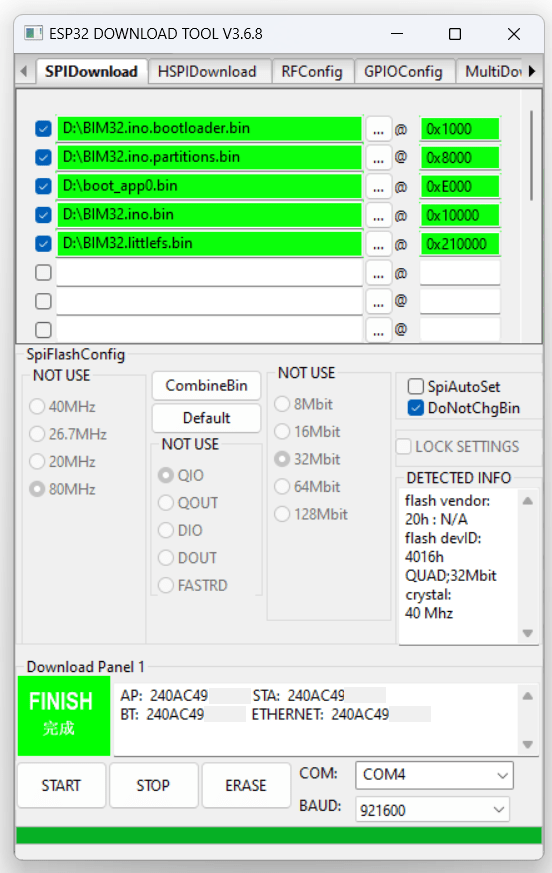 ESP32 DOWNLOAD TOOL V3.6.8
SPIDownload HSPIDownload RFConfig GPIOConfig MultiDow
D:\BIM32.ino.bootloader.bin ... @ 0x1000
D:\BIM32.ino.partitions.bin ... @ 0x8000
D:\boot_app0.bin ... @ 0xE000
D:\BIM32.ino.bin ... @ 0x10000
D:\BIM32.littlefs.bin ... @ 0x210000
... @
... @
... @
SpiFlashConfig
NOT USE
40MHz
26.7MHz
20MHz
80MHz
CombineBin
Default
NOT USE
QIO
QOUT
DIO
DOUT
FASTRD
NOT USE
8Mbit
16Mbit
32Mbit
64Mbit
128Mbit
SpiAutoSet
DoNotChgBin
LOCK SETTINGS
DETECTED INFO
flash vendor:
20h : N/A
flash devID:
4016h
QUAD;32Mbit
crystal:
40 Mhz
Download Panel 1
FINISH
完成
AP: 240AC49 STA: 240AC49
BT: 240AC49 ETHERNET: 240AC49
START STOP ERASE
COM: COM4
BAUD: 921600